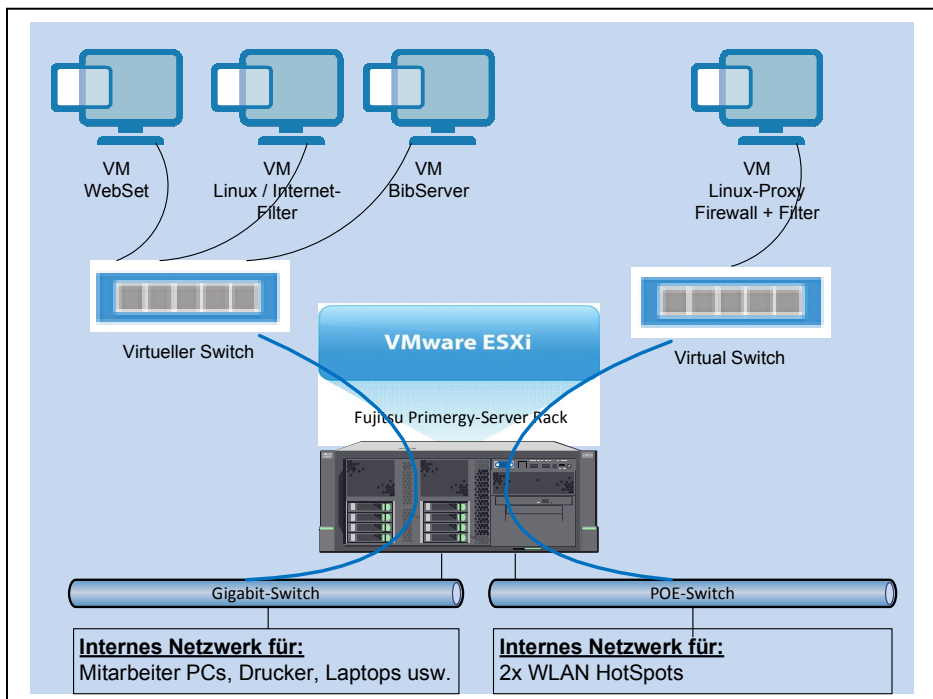 VM
WebSet
VM
Linux / Internet-
Filter
VM
BibServer
VM
Linux-Proxy
Firewall + Filter
Virtueller Switch
VMware ESXi
Virtual Switch
Fujitsu Primergy-Server Rack
Gigabit-Switch
POE-Switch
Internes Netzwerk für:
Mitarbeiter PCs, Drucker, Laptops usw.
Internes Netzwerk für:
2x WLAN HotSpots